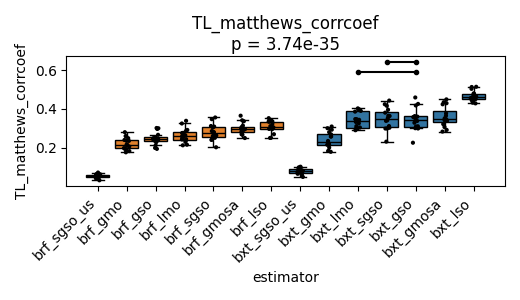 TL_matthews_corrcoef
p = 3.74e-35
TL_matthews_corrcoef
0.6
0.4
0.2
brf_sgso_us
brf_gmo
brf_gso
brf_lmo
brf_sgso
brf_gmosa
brf_lso
bxt_sgso_us
bxt_gmo
bxt_lmo
bxt_sgso
bxt_gso
bxt_gmosa
bxt_lso
estimator